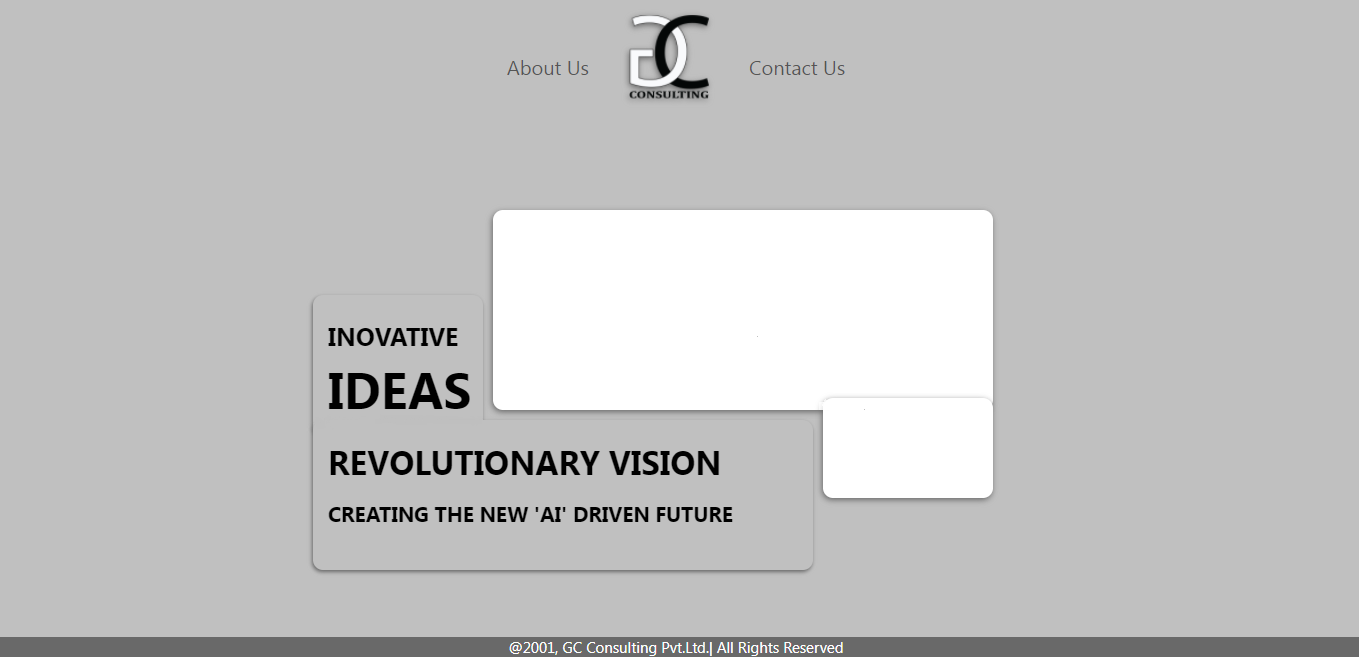 About Us
GC
CONSULTING
Contact Us
INOVATIVE
IDEAS
REVOLUTIONARY VISION
CREATING THE NEW 'AI' DRIVEN FUTURE
@2001, GC Consulting Pvt.Ltd.| All Rights Reserved